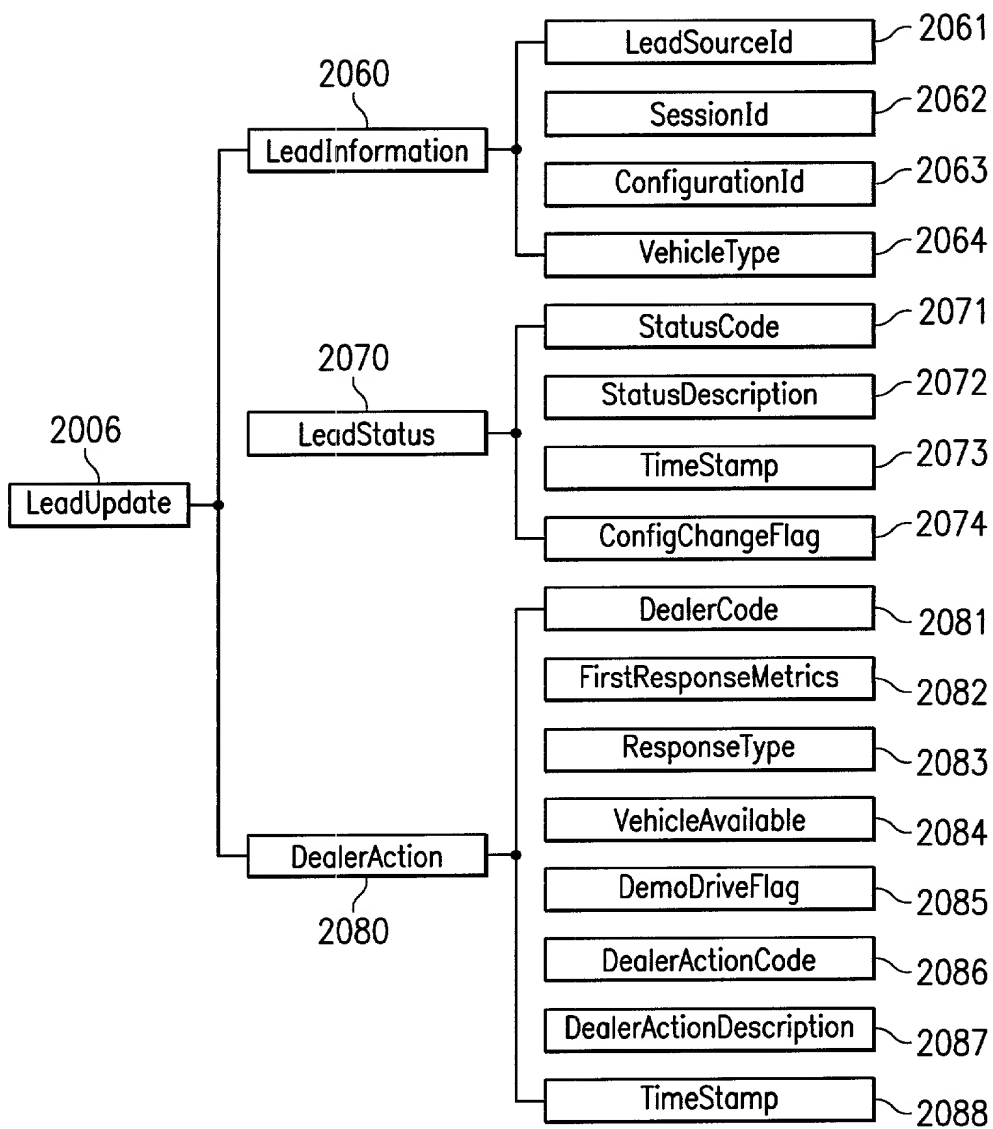 LeadSourceId 2061
2060
SessionId 2062
LeadInformation
ConfigurationId 2063
VehicleType 2064
StatusCode 2071
2070
StatusDescription 2072
LeadStatus
2006
TimeStamp 2073
LeadUpdate
ConfigChangeFlag 2074
DealerCode 2081
FirstResponseMetrics 2082
ResponseType 2083
VehicleAvailable 2084
DealerAction
DemoDriveFlag 2085
2080
DealerActionCode 2086
DealerActionDescription 2087
TimeStamp 2088